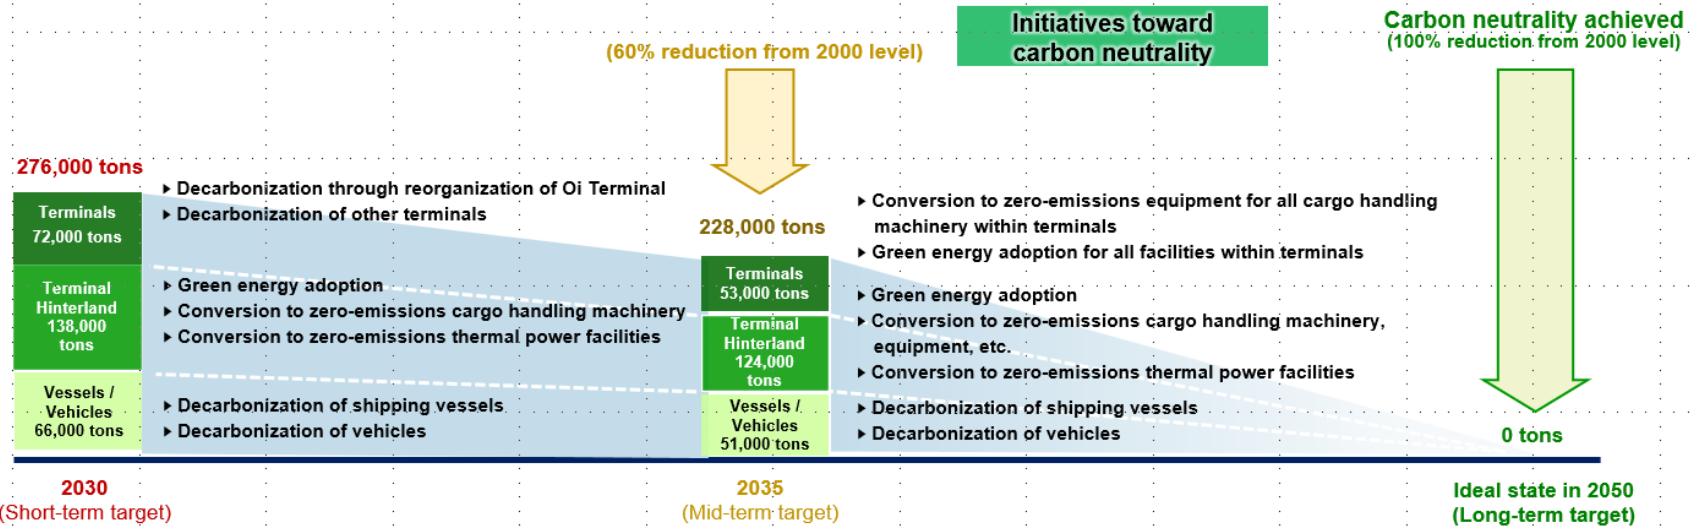 Initiatives toward
carbon neutrality
Carbon neutrality achieved
(100% reduction from 2000 level)
(60% reduction from 2000 level)
276,000 tons
Terminals
72,000 tons
Terminal
Hinterland
138,000
tons
Vessels /
Vehicles
66,000 tons
Decarbonization through reorganization of Oi Terminal
Decarbonization of other terminals
Green energy adoption
Conversion to zero-emissions cargo handling machinery
Conversion to zero-emissions thermal power facilities
Decarbonization of shipping vessels
Decarbonization of vehicles
228,000 tons
Terminals
53,000 tons
Terminal
Hinterland
124,000
tons
Vessels /
Vehicles
51,000 tons
Conversion to zero-emissions equipment for all cargo handling
machinery within terminals
Green energy adoption for all facilities within terminals
Green energy adoption
Conversion to zero-emissions cargo handling machinery,
equipment, etc.
Conversion to zero-emissions thermal power facilities
Decarbonization of shipping vessels
Decarbonization of vehicles
0 tons
2030
(Short-term target)
2035
(Mid-term target)
Ideal state in 2050
(Long-term target)